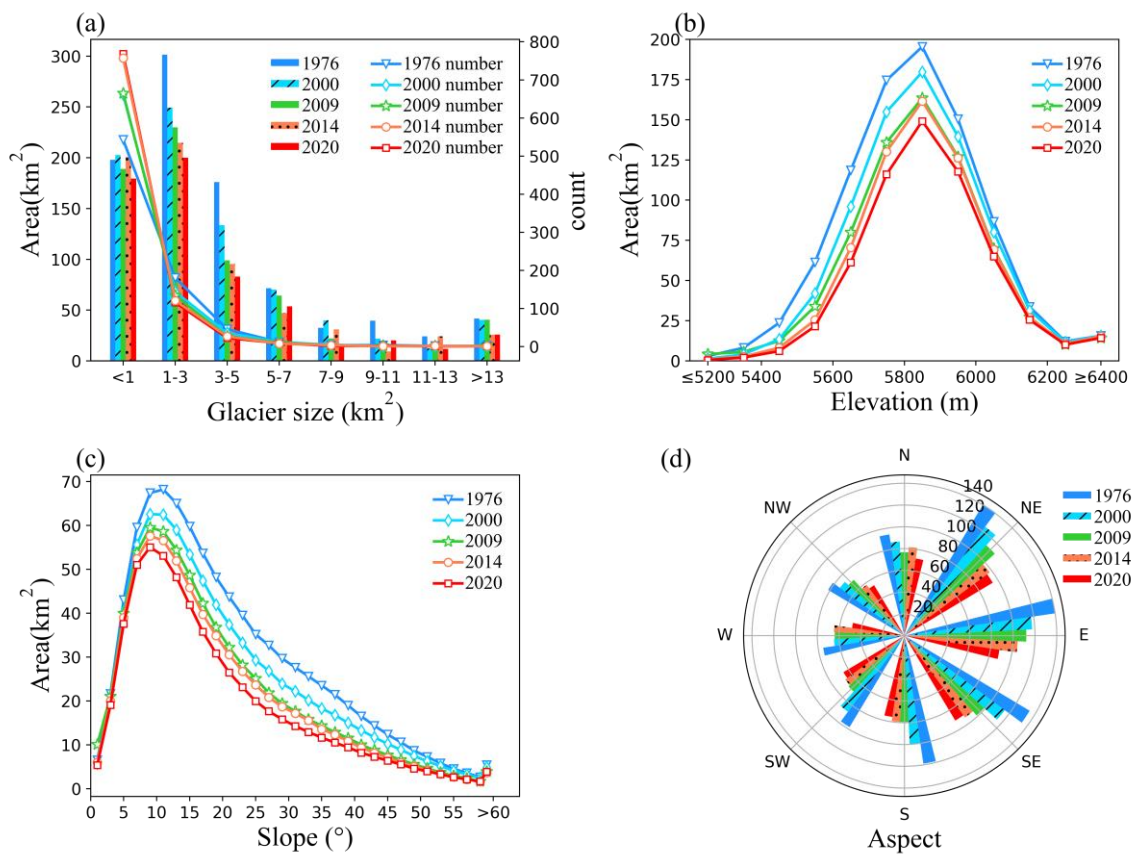 (a)
300
250
200
150
100
50
0
Area(km²)
1976
2000
2009
2014
2020
1976 number
2000 number
2009 number
2014 number
2020 number
800
700
600
500
400
300
200
100
0
count
<1 1-3 3-5 5-7 7-9 9-11 11-13 >13
Glacier size (km²)
(b)
200
175
150
125
100
75
50
25
0
Area(km²)
1976
2000
2009
2014
2020
≤5200 5400 5600 5800 6000 6200 ≥6400
Elevation (m)
(c)
70
60
50
40
30
20
10
0
Area(km²)
1976
2000
2009
2014
2020
0 5 10 15 20 25 30 35 40 45 50 55 >60
Slope (°)
(d)
N
NE
E
SE
S
SW
W
NW
140
120
100
80
60
40
20
1976
2000
2009
2014
2020
Aspect